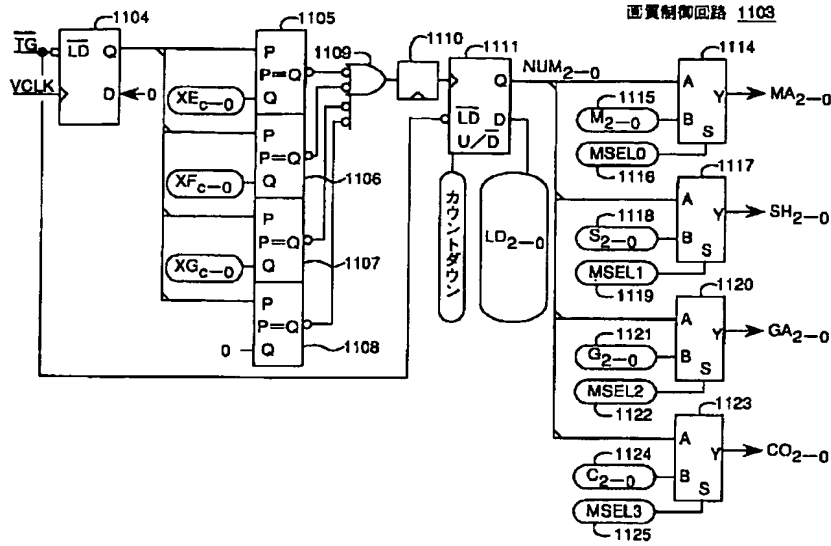 画質制御回路 1103
1104
1105
1109
1110
1111
1114
TG
VCLK
LD Q
D
0
P
P=Q
Q
XEC-0
P
P=Q
Q
XFC-0
1106
P
P=Q
Q
XGC-0
1107
P
P=Q
Q
0
1108
Q
LD D
U/D
カウントダウン
LD2-0
NUM2-0
A
Y
B
S
MA2-0
1115
M2-0
MSEL0
1116
1117
A
Y
B
S
SH2-0
1118
S2-0
MSEL1
1119
1120
A
Y
B
S
GA2-0
1121
G2-0
MSEL2
1122
1123
A
Y
B
S
CO2-0
1124
C2-0
MSEL3
1125